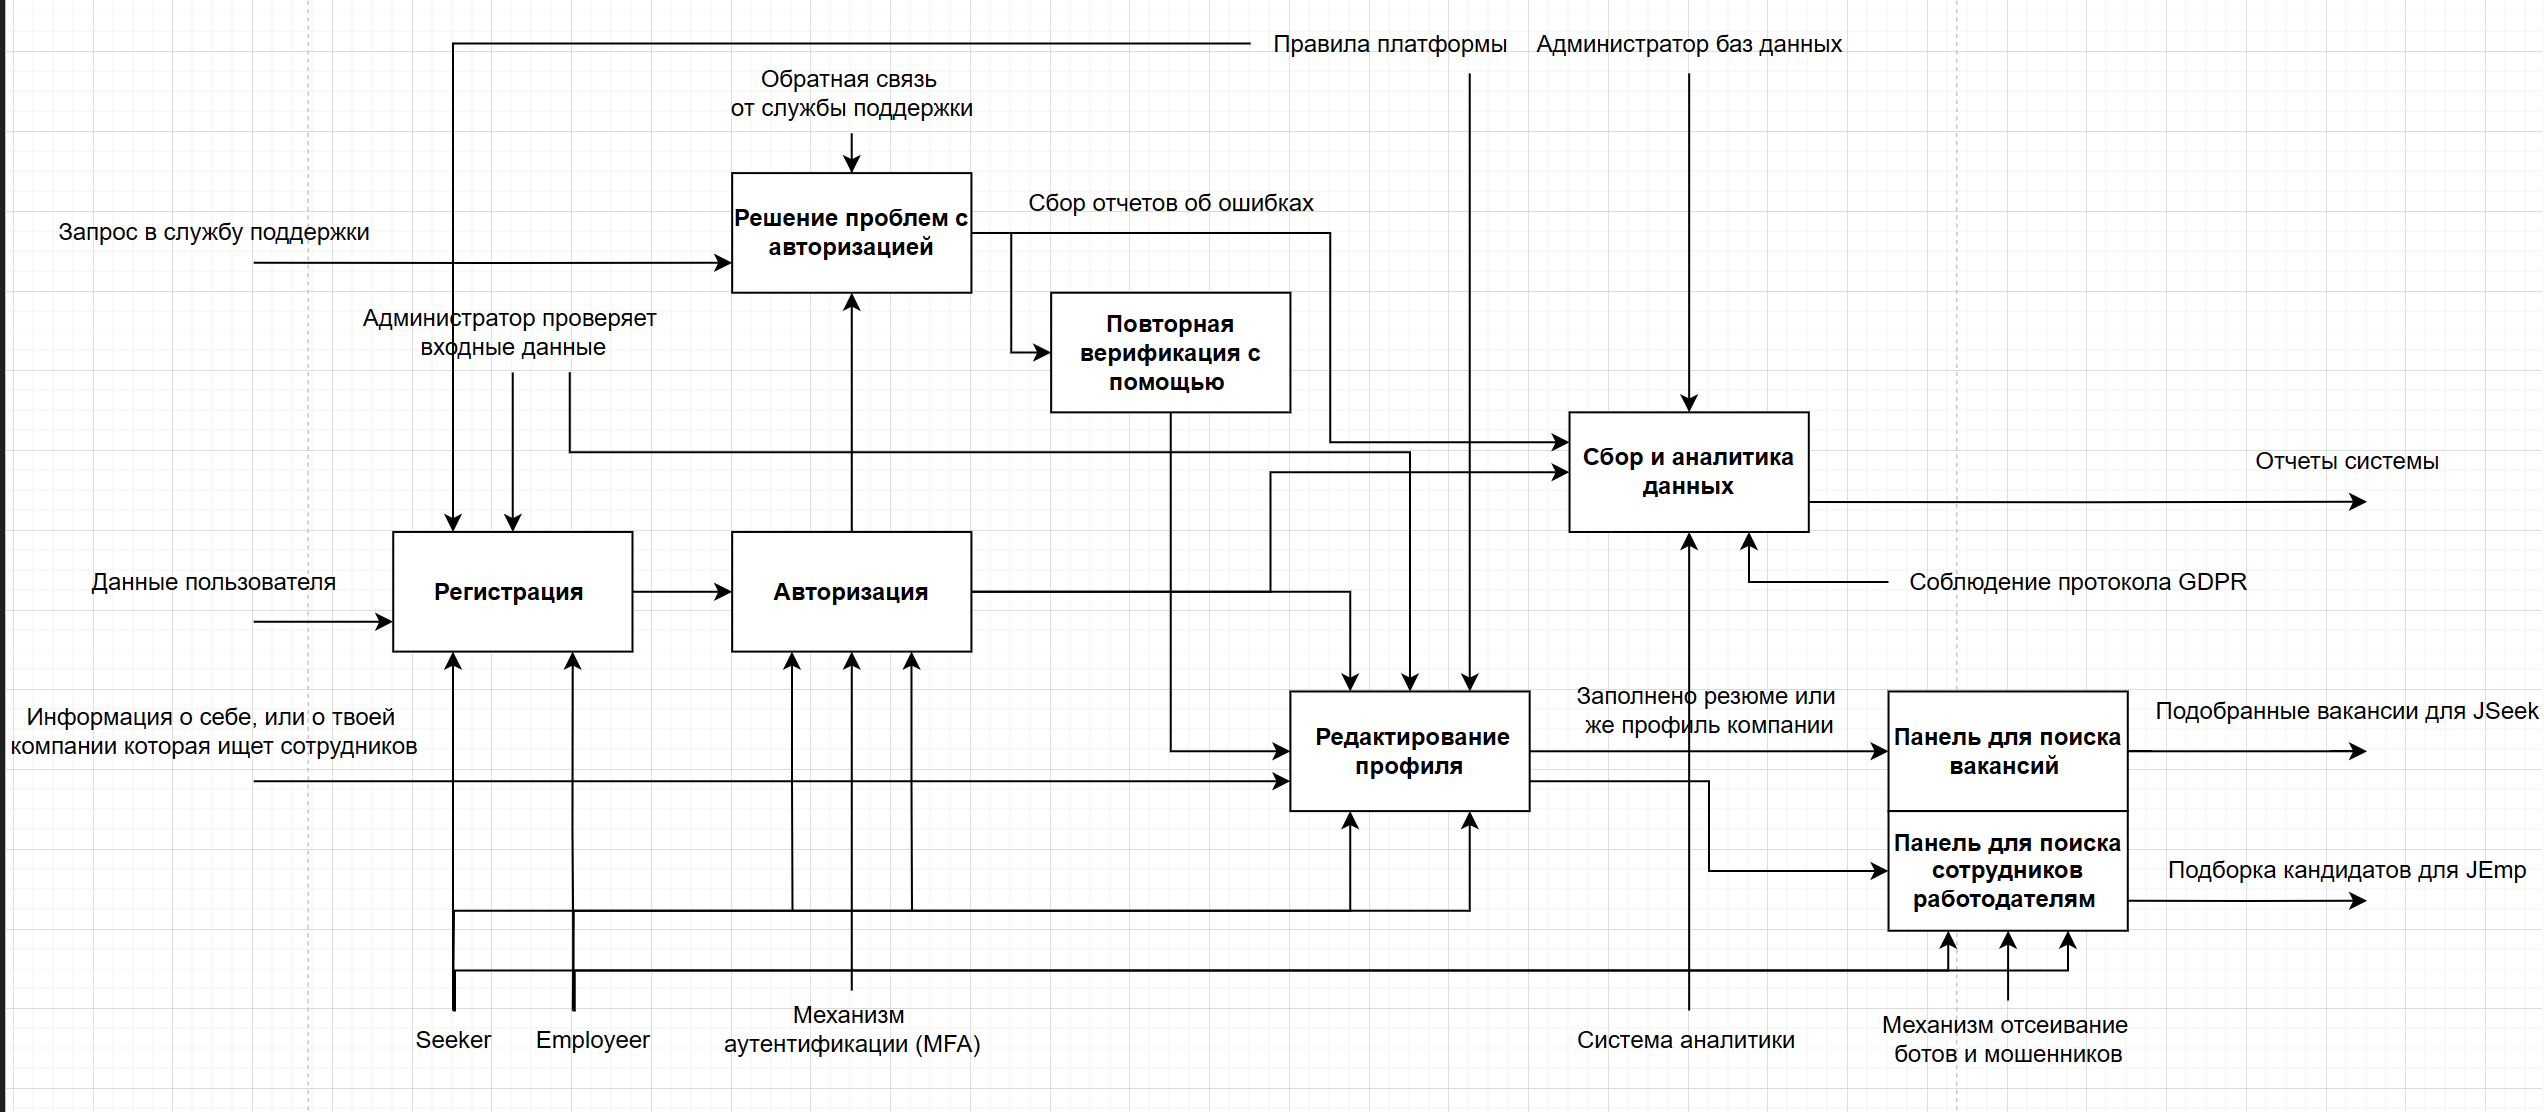 Правила платформы
Администратор баз данных
Обратная связь
от службы поддержки
Сбор отчетов об ошибках
Решение проблем с
авторизацией
Запрос в службу поддержки
Администратор проверяет
входные данные
Повторная
верификация с
помощью
Сбор и аналитика
данных
Отчеты системы
Данные пользователя
Регистрация
Авторизация
Соблюдение протокола GDPR
Информация о себе, или о твоей
компании которая ищет сотрудников
Редактирование
профиля
Заполнено резюме или
же профиль компании
Панель для поиска
вакансий
Подобранные вакансии для JSeek
Панель для поиска
сотрудников
работодателям
Подборка кандидатов для JEmp
Seeker
Employeer
Механизм
аутентификации (MFA)
Система аналитики
Механизм отсеивание
ботов и мошенников